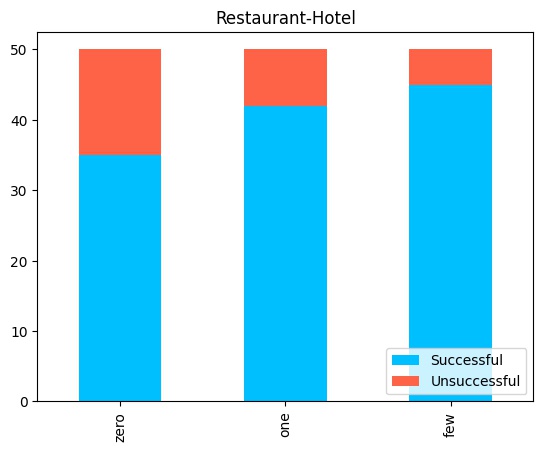 Restaurant-Hotel
50
40
30
20
10
0
Successful
Unsuccessful
zero
one
few